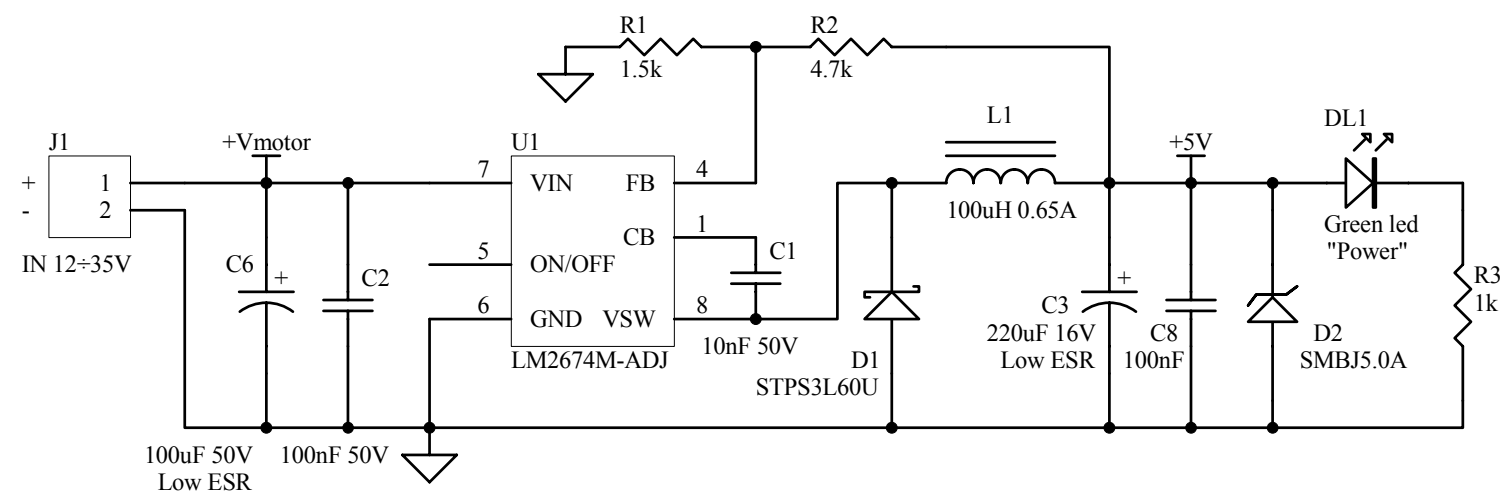 R1
1.5k
R2
4.7k
J1
+ 1
- 2
IN 12÷35V
+Vmotor
C6
+
100uF 50V
Low ESR
C2
100nF 50V
U1
7 VIN FB 4
CB 1
5 ON/OFF
6 GND VSW 8
LM2674M-ADJ
C1
10nF 50V
D1
STPS3L60U
L1
100uH 0.65A
+
C3
220uF 16V
Low ESR
+5V
C8
100nF
D2
SMBJ5.0A
DL1
Green led
"Power"
R3
1k